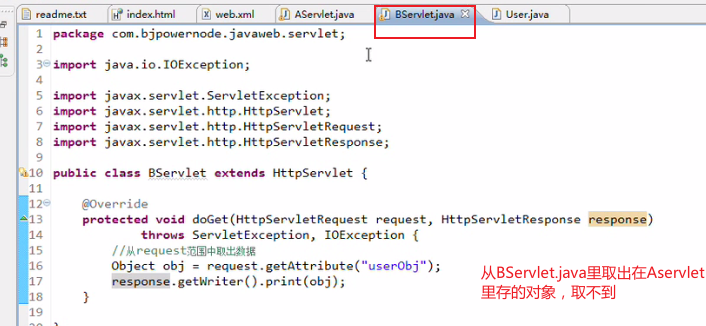 readme.txt index.html web.xml AServlet.java BServlet.java User.java
1 package com.bjpowernode.javaweb.servlet;
2
3 import java.io.IOException;
4
5 import javax.servlet.ServletException;
6 import javax.servlet.http.HttpServlet;
7 import javax.servlet.http.HttpServletRequest;
8 import javax.servlet.http.HttpServletResponse;
9
10 public class BServlet extends HttpServlet {
11
12 @Override
13 protected void doGet(HttpServletRequest request, HttpServletResponse response)
14 throws ServletException, IOException {
15 //从request范围中取出数据
16 Object obj = request.getAttribute("userObj");
17 response.getWriter().print(obj);
18 }
19
从BServlet.java里取出在Aservlet
里存的对象，取不到